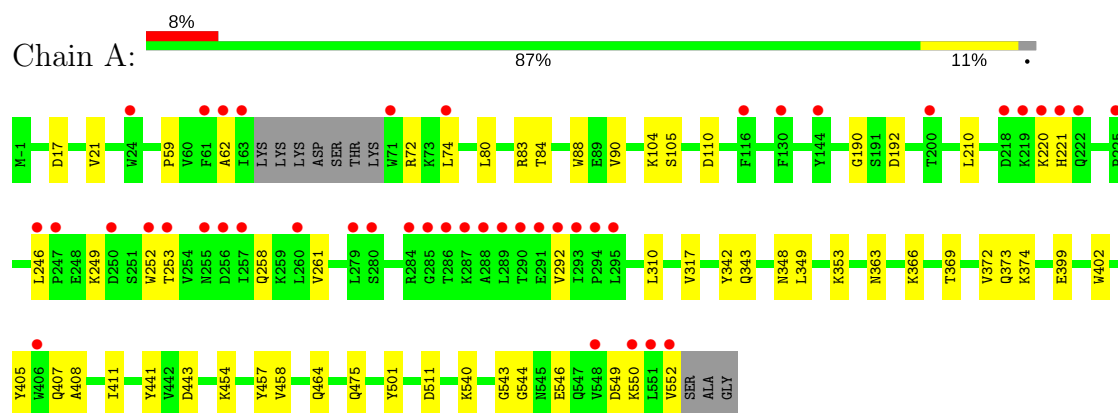 8%
Chain A:
87%
11%
M-1 D17 V21 W24 P59 V60 F61 A62 I63 LYS LYS LYS ASP SER THR LYS W71 R72 K73 L74 L80 R83 T84 W88 E89 V90 K104 S105 D110 F116 F130 Y144 G190 S191 D192 T200 L210 D218 K219 K220 H221 Q222
L246 P247 E248 K249 D250 S251 W252 T253 V254 N255 D256 I257 Q258 K259 L260 V261 L279 S280 R284 G285 T286 K287 A288 L289 T290 E291 V292 I293 P294 L295 L310 V317 Y342 Q343 N348 L349 K353 N363 K366 T369 V372 Q373 K374 E399 W402
Y405 W406 Q407 A408 I411 Y441 V442 D443 K454 Y457 V458 Q464 Q475 Y501 D511 K540 G543 G544 N545 E546 Q547 V548 D549 K550 L551 V552 SER ALA GLY